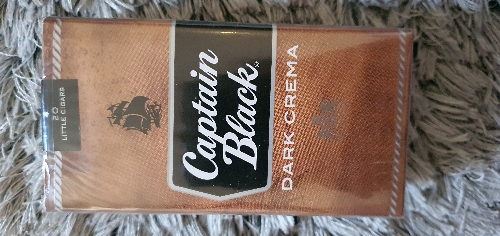 20
LITTLE CIGARS
Captain
Black
DARK CREMA